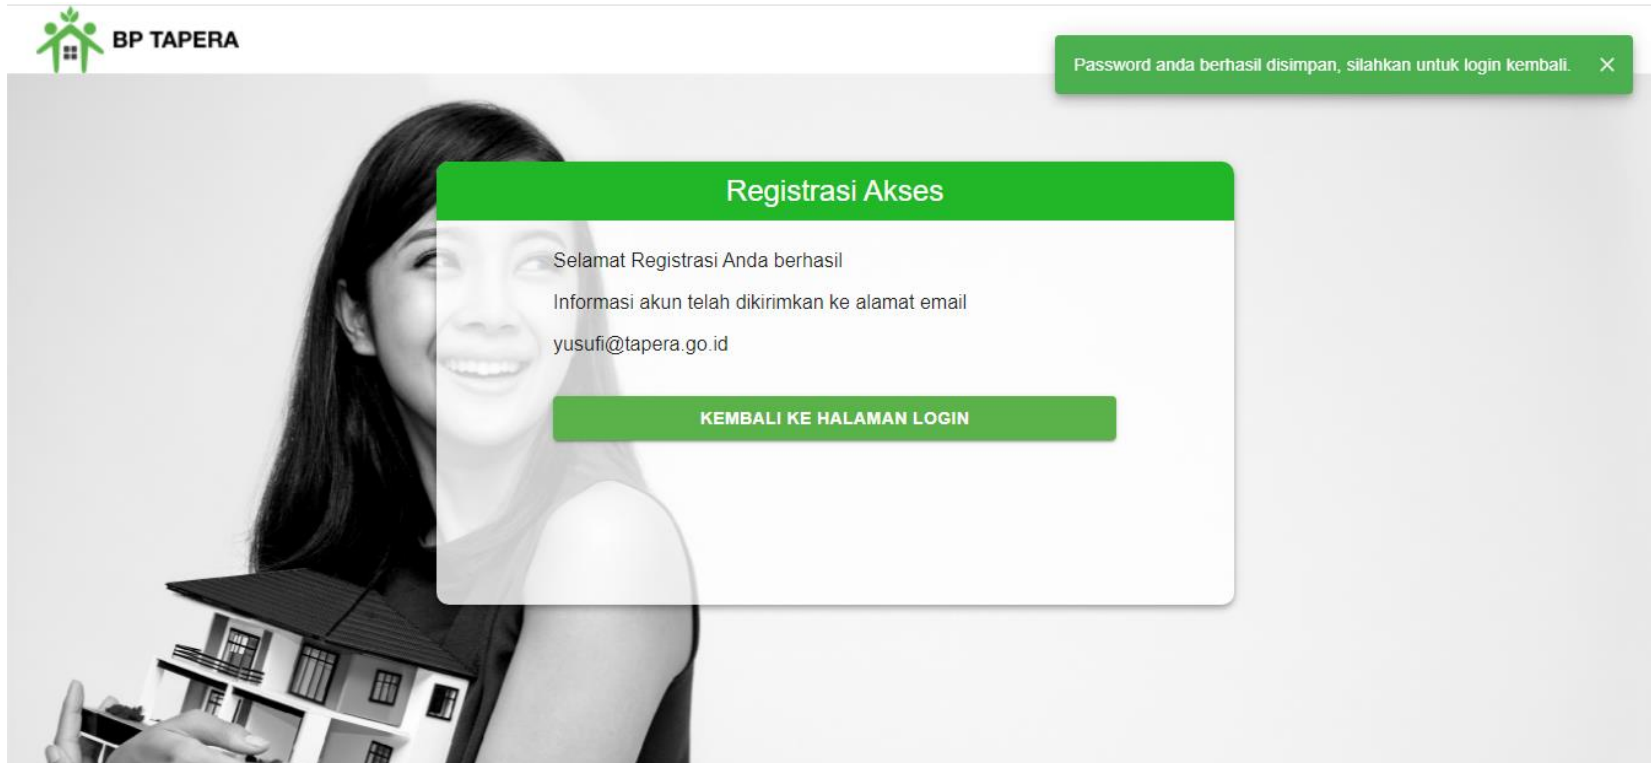 BP TAPERA
Password anda berhasil disimpan, silahkan untuk login kembali.
Registrasi Akses
Selamat Registrasi Anda berhasil
Informasi akun telah dikirimkan ke alamat email
yusufi@tapera.go.id
KEMBALI KE HALAMAN LOGIN